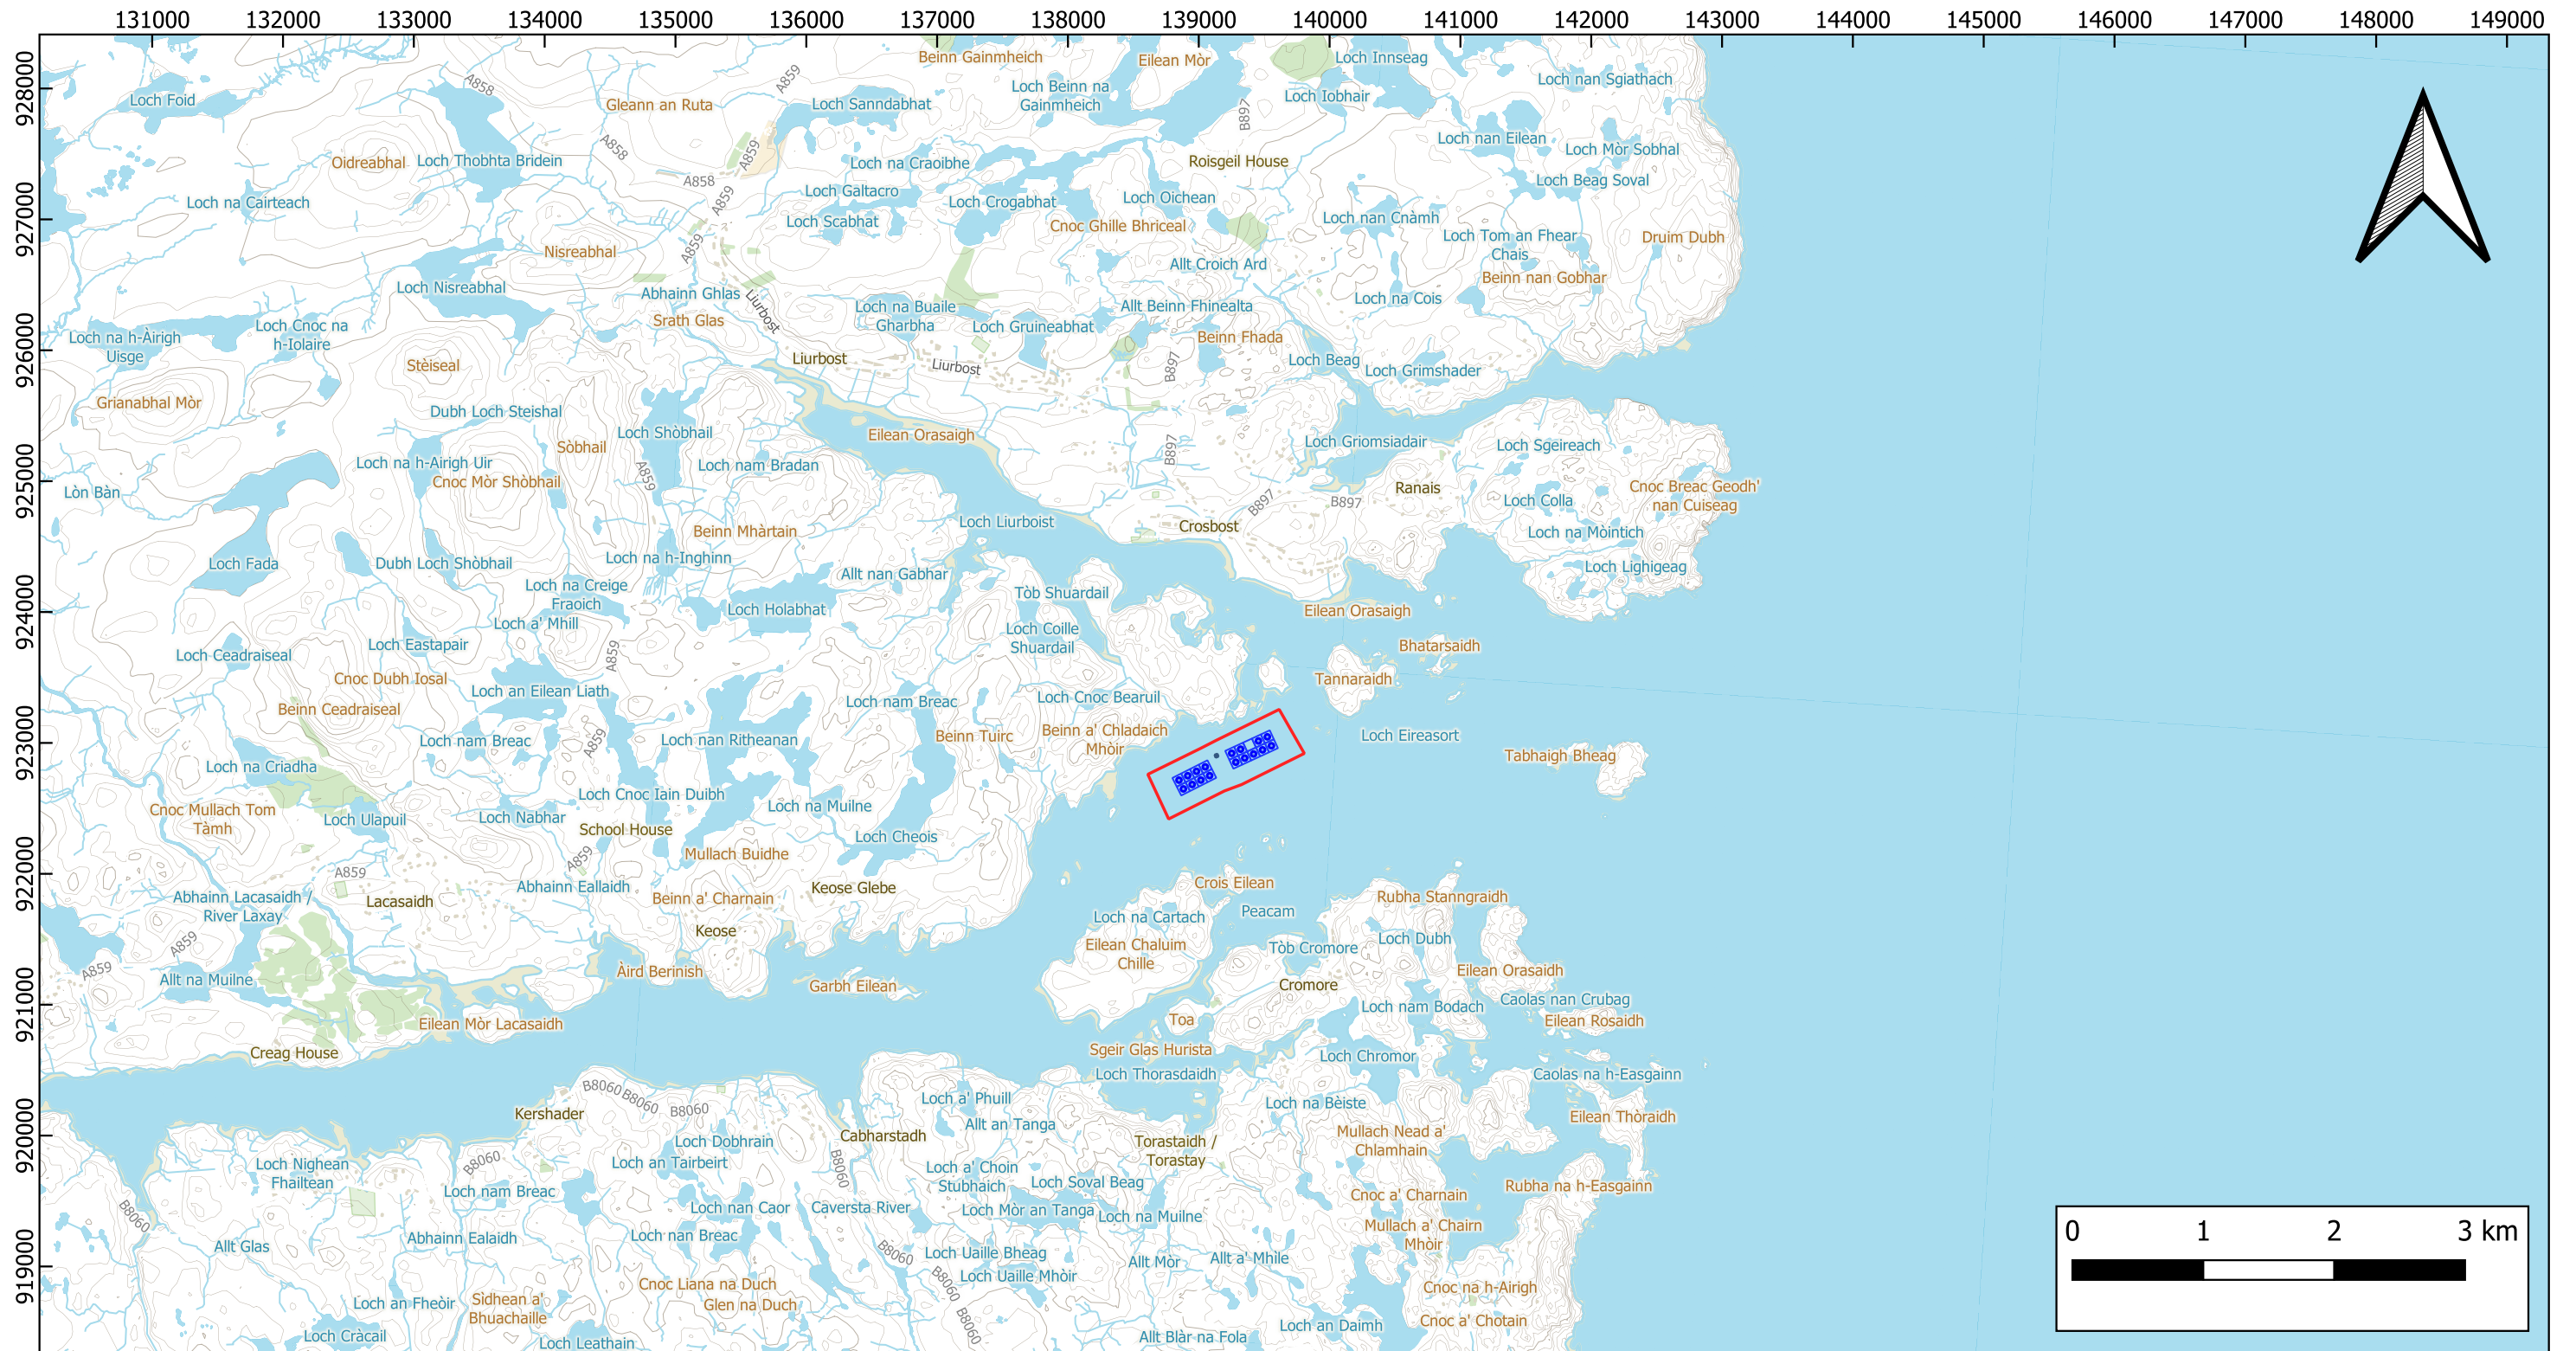 131000 132000 133000 134000 135000 136000 137000 138000 139000 140000 141000 142000 143000 144000 145000 146000 147000 148000 149000
928000
927000
926000
925000
924000
923000
922000
921000
920000
919000
Beinn Gainmheich
Eilean Mòr
Loch Innseag
A859
A858
Loch nan Sgiathach
Loch Foid
Gleann an Ruta
Loch Sanndabhat
Loch Beinn na
Gainmheich
Loch Iobhair
B897
A858
A859
Loch nan Eilean
Loch Mòr Sobhal
Oidreabhal
Loch Thobhta Bridein
Loch na Craoibhe
Roisgeil House
A858
Loch Beag Soval
Loch Galtacro
Loch Oichean
Loch na Cairteach
A859
Loch Crogabhat
Loch Scabhat
Cnoc Ghille Bhriceal
Loch nan Cnàmh
Loch Tom an Fhear
Chais
Druim Dubh
Nisreabhal
A859
Allt Croich Ard
Beinn nan Gobhar
Loch Nisreabhal
Abhainn Ghlas
Liurbost
Loch na Buaile
Gharbha
Allt Beinn Fhinealta
Loch na Cois
Srath Glas
Loch na h-Àirigh
Uisge
Loch Cnoc na
h-Iolaire
Loch Gruineabhat
Beinn Fhada
Stèiseal
Liurbost
Liurbost
B897
Loch Beag
Loch Grimshader
Grianabhal Mòr
Dubh Loch Steishal
Loch Shòbhail
Eilean Orasaigh
Loch Griomsiadair
Loch Sgeireach
Sòbhail
B897
Loch na h-Airigh Uir
Cnoc Mòr Shòbhail
A859
Loch nam Bradan
Lòn Bàn
Ranais
Cnoc Breac Geodh'
nan Cuiseag
B897
B897
Loch Colla
Loch Liurboist
Crosbost
Beinn Mhàrtain
Loch na Mòintich
Loch Fada
Dubh Loch Shòbhail
Loch na h-Inghinn
Allt nan Gabhar
Loch Lighigeag
Loch na Creige
Fraoich
Tòb Shuardail
Loch Holabhat
Eilean Orasaigh
Loch a' Mhill
Loch Coille
Shuardail
Loch Eastapair
Bhatarsaidh
Loch Ceadraiseal
A859
Cnoc Dubh Iosal
Tannaraidh
Loch an Eilean Liath
Loch nam Breac
Loch Cnoc Bearuil
Beinn Ceadraiseal
Loch nam Breac
A859
Loch nan Ritheanan
Beinn Tuirc
Beinn a' Chladaich
Mhòir
Loch Eireasort
Tabhaigh Bheag
Loch na Criadha
Loch Cnoc Iain Duibh
Loch na Muilne
Cnoc Mullach Tom
Tàmh
Loch Ulapuil
Loch Nabhar
School House
Loch Cheois
A859
Mullach Buidhe
A859
Abhainn Eallaidh
Keose Glebe
Crois Eilean
Abhainn Lacasaidh /
River Laxay
Lacasaidh
Beinn a' Charnain
Rubha Stanngraidh
Loch na Cartach
Peacam
Keose
A859
Eilean Chaluim
Chille
Tòb Cromore
Loch Dubh
A859
Àird Berinish
Eilean Orasaidh
Allt na Muilne
Garbh Eilean
Cromore
Caolas nan Crubag
Loch nam Bodach
Eilean Mòr Lacasaidh
Toa
Eilean Rosaidh
Creag House
Sgeir Glas Hurista
Loch Chromor
Loch Thorasdaidh
Caolas na h-Easgainn
B8060
B8060
B8060
Loch a' Phuill
Loch na Bèiste
Kershader
Allt an Tanga
Eilean Thòraidh
Loch Dobhrain
Cabharstadh
Torastaidh /
Torastay
Mullach Nead a'
Chlamhain
Loch Nighean
Fhailtean
B8060
Loch an Tairbeirt
B8060
Loch a' Choin
Stubhaich
Loch Soval Beag
Loch nam Breac
Cnoc a' Charnain
Rubha na h-Easgainn
B8060
Loch nan Caor
Caversta River
Loch Mòr an Tanga
Loch na Muilne
Allt Glas
Abhainn Ealaidh
Loch nan Breac
B8060
Loch Uaille Bheag
Allt Mòr
Allt a' Mhìle
Mullach a' Chairn
Mhòir
Loch Uaille Mhòir
B8060
Cnoc Liana na Duch
Cnoc na h-Airigh
Loch an Fheòir
Sìdhean a'
Bhuachaille
Glen na Duch
B8060
Cnoc a' Chotain
Loch an Daimh
Loch Cràcail
Loch Leathain
Allt Blàr na Fola
0 1 2 3 km